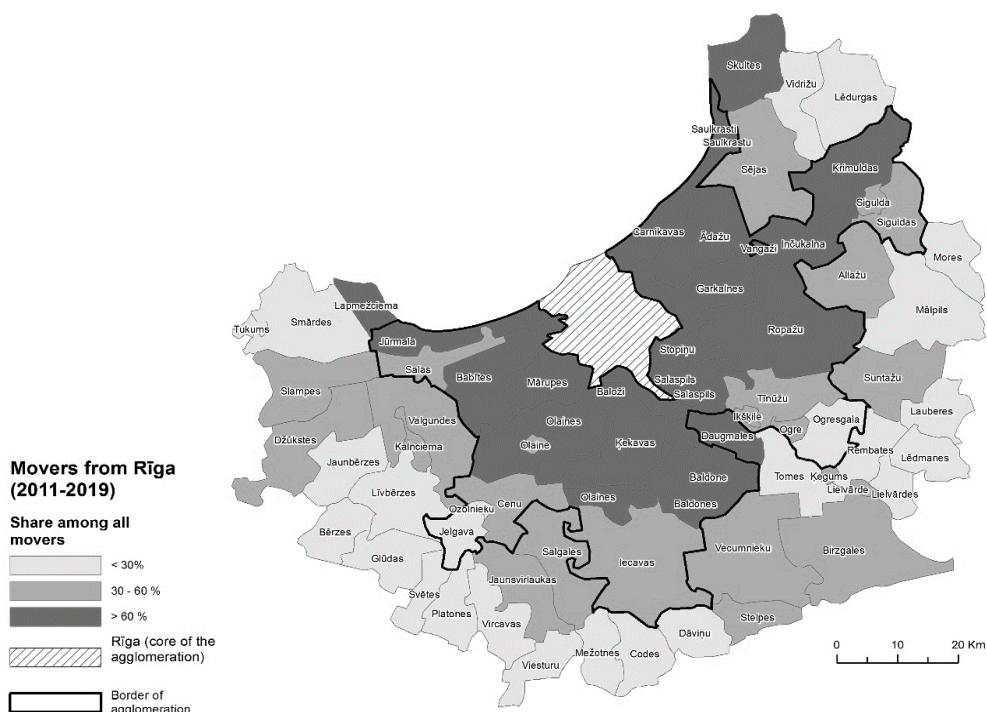 Skultes
Vidrižu
Lēdurgas
Saulkrasti
Saulkrastu
Sējas
Krimuldas
Sigulda
Siguldas
Carnikavas
Ādažu
Vangaži
Inčukalna
Mores
Allažu
Garkalnes
Mālpils
Lapmežciema
Smārdes
Tukums
Ropažu
Jūrmala
Stopiņu
Salas
Babītes
Mārupes
Salaspils
Suntažu
Slampes
Baloži
Salaspils
Tīnūžu
Valgundes
Olaines
Ikšķile
Ogresgala
Lauberes
Džūkstes
Kalnciema
Olaine
Ķekavas
Daugmales
Ogre
Rembates
Lēdmanes
Jaunbērzes
Baldone
Tomes
Ķegums
Lielvārde
Lielvārdes
Līvbērzes
Olaines
Baldones
Ozolnieku
Cenu
Bērzes
Jelgava
Salgales
Iecavas
Vecumnieku
Birzgales
Glūdas
Jaunsvirlaukas
Svētes
Platones
Vircavas
Stelpes
Dāviņu
Viesturu
Mežotnes
Codes
Movers from Rīga
(2011-2019)
Share among all
movers
< 30%
30 - 60 %
> 60 %
Rīga (core of the
agglomeration)
Border of
agglomeration
0 10 20 Km